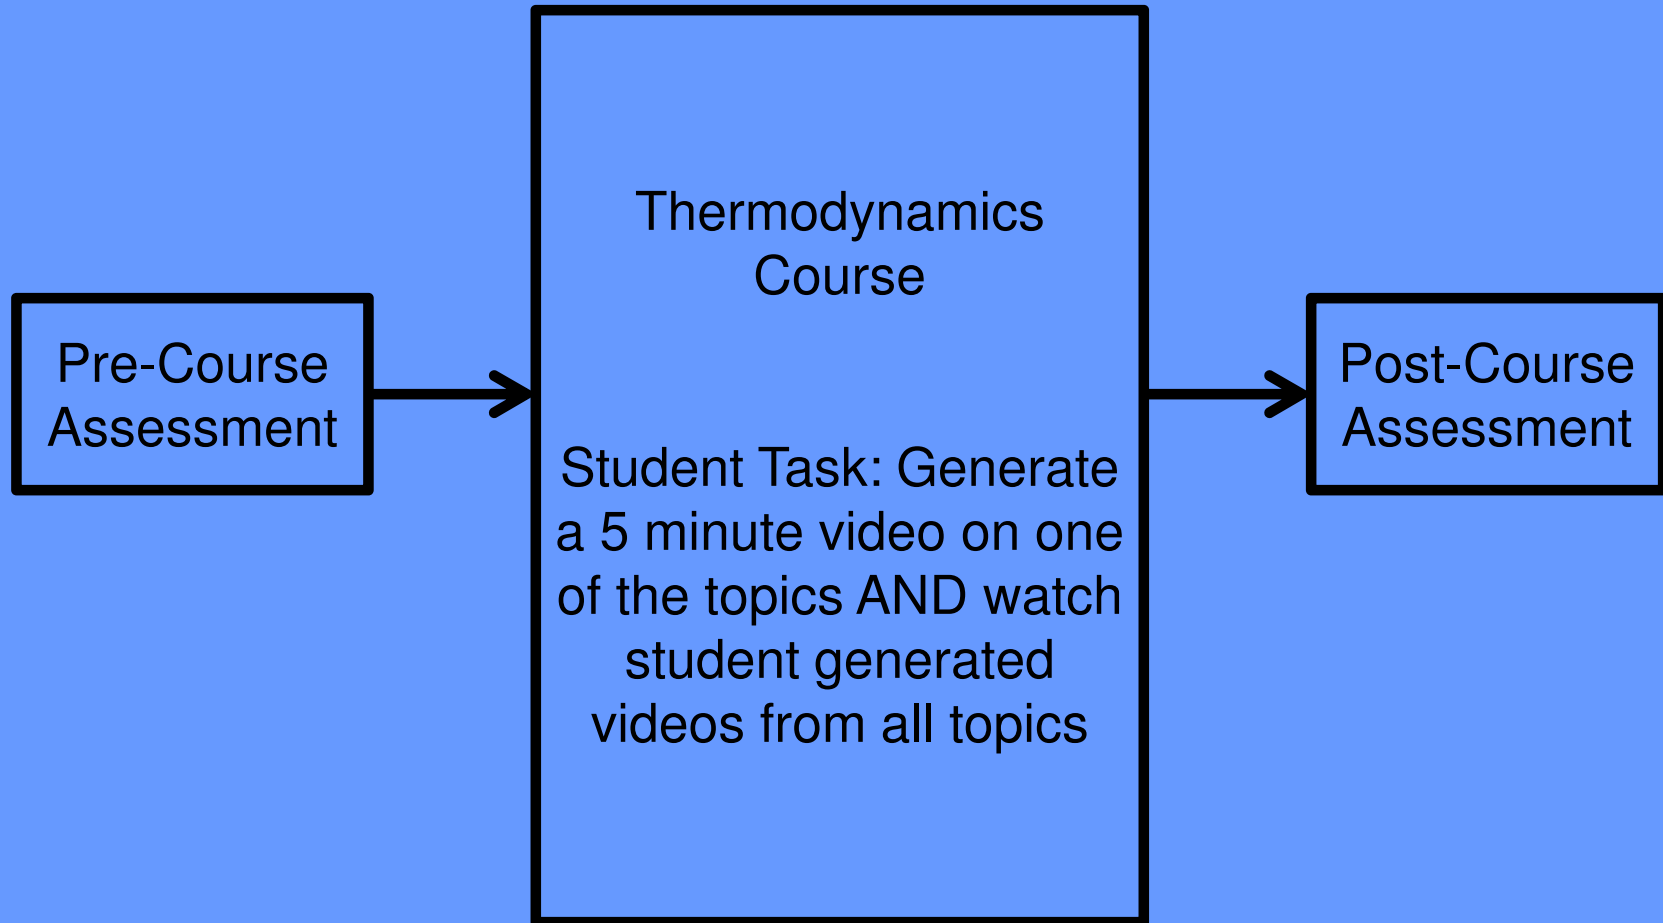 Pre-Course
Assessment
Thermodynamics
Course
Student Task: Generate
a 5 minute video on one
of the topics AND watch
student generated
videos from all topics
Post-Course
Assessment